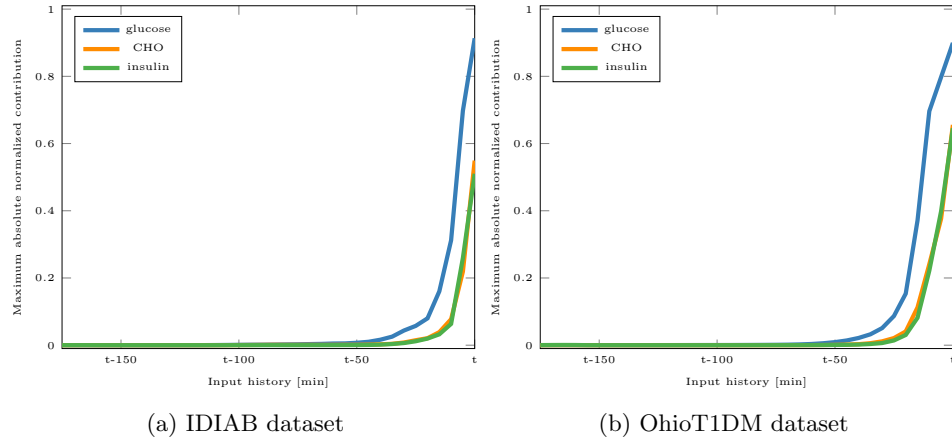 1
0.8
0.6
0.4
0.2
0
Maximum absolute normalized contribution
glucose
CHO
insulin
t-150
t-100
t-50
t
Input history [min]
(a) IDIAB dataset
1
0.8
0.6
0.4
0.2
0
Maximum absolute normalized contribution
glucose
CHO
insulin
t-150
t-100
t-50
t
Input history [min]
(b) OhioT1DM dataset